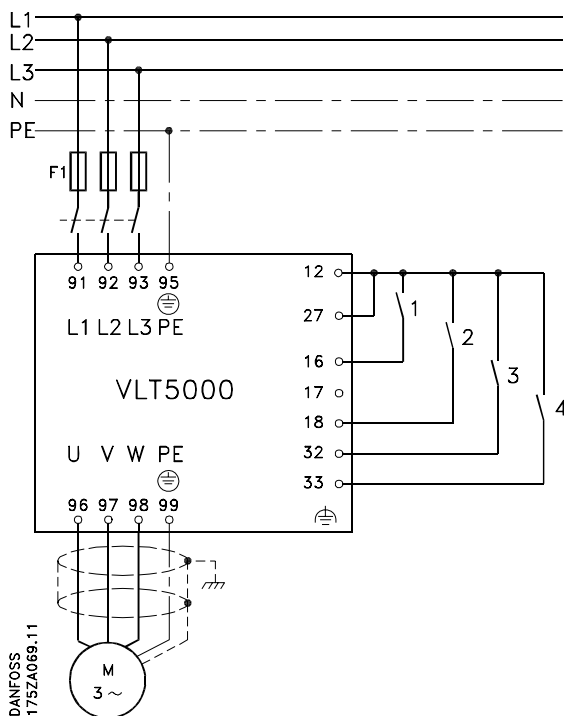 L1
L2
L3
N
PE
F1
91 92 93 95
L1 L2 L3 PE
12
27
16
17
18
32
33
1
2
3
4
VLT5000
U V W PE
96 97 98 99
M
3 ~
DANFOSS
175ZA069.11